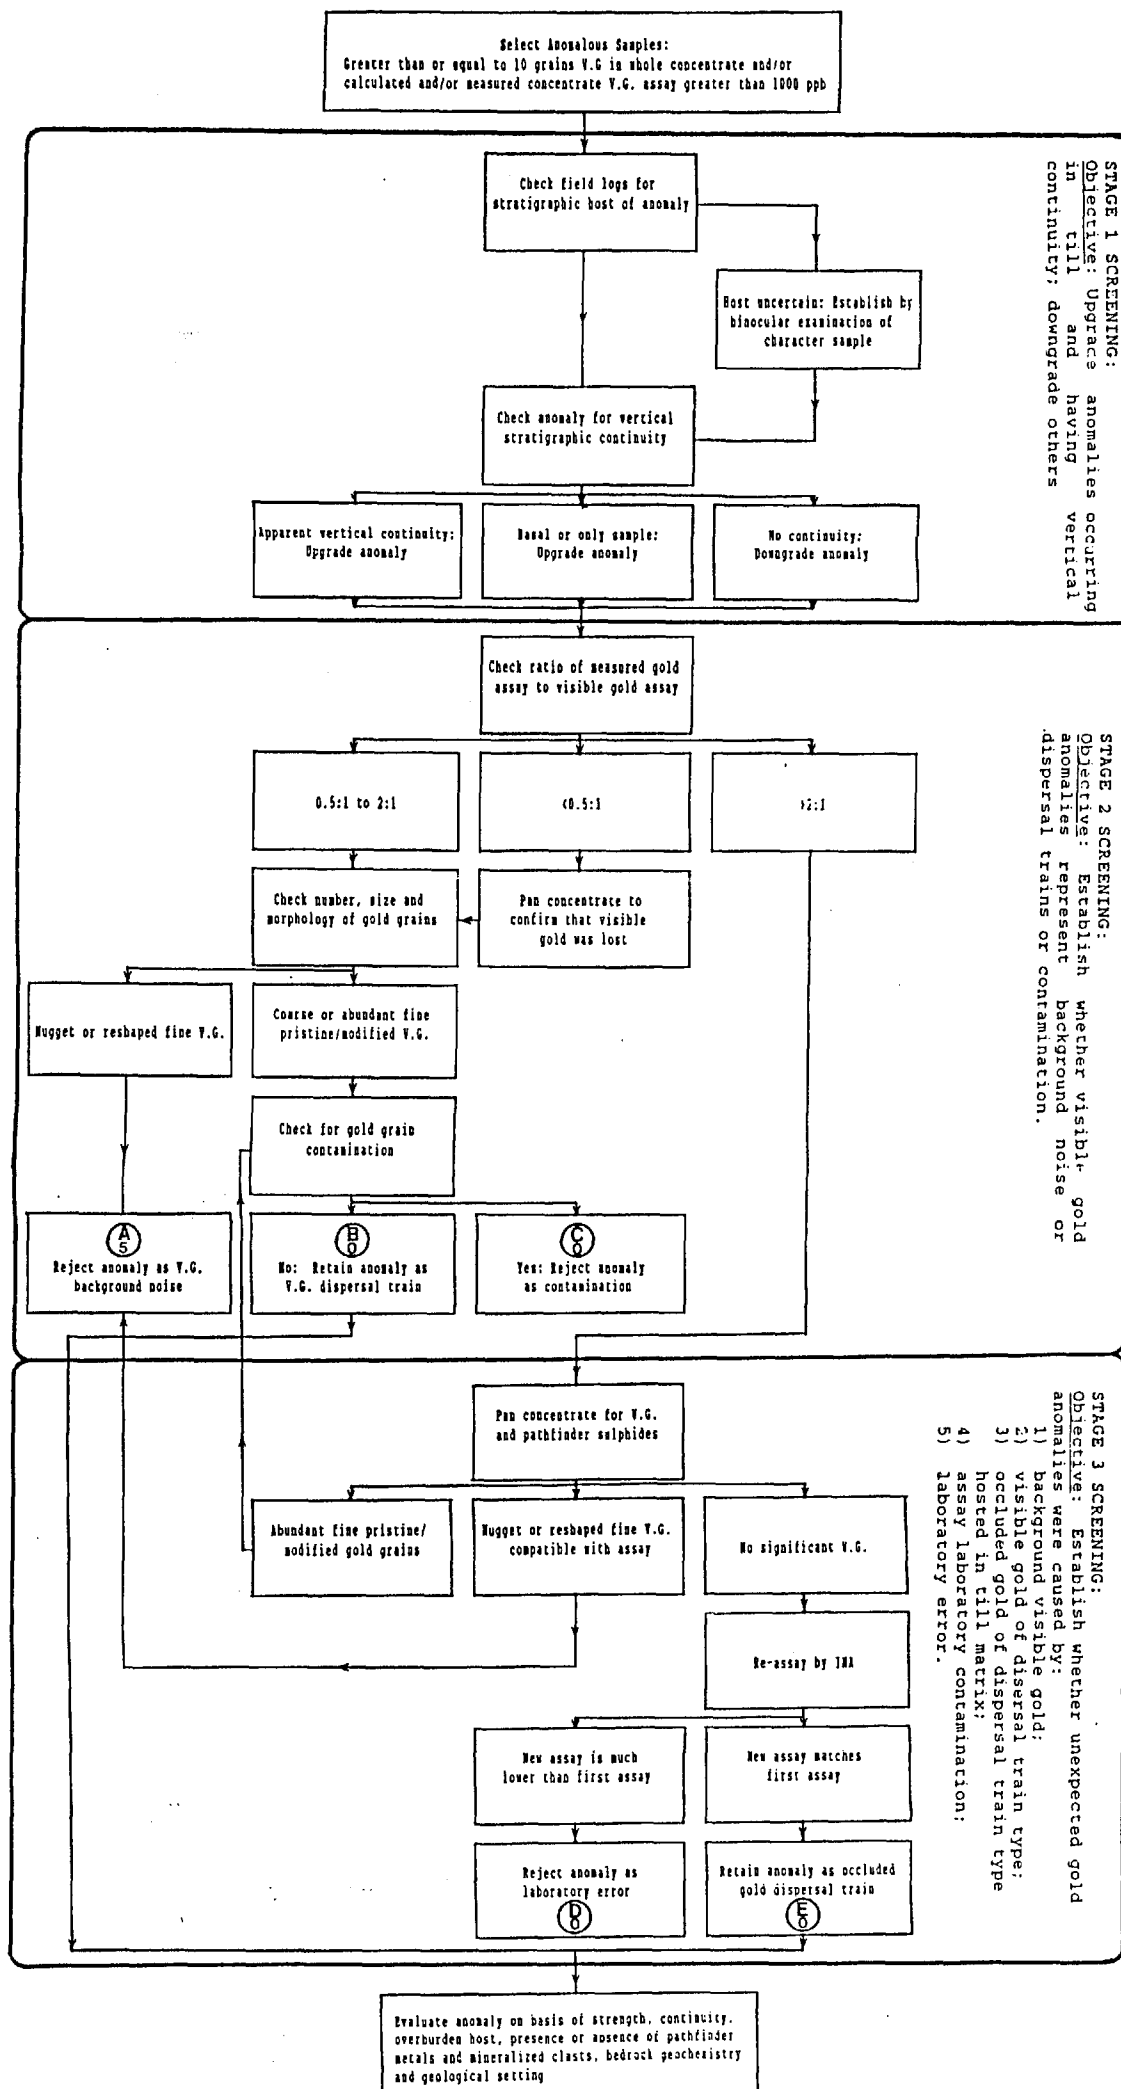 Select Anomalous Samples:
Greater than or equal to 10 grains V.G in whole concentrate and/or
calculated and/or measured concentrate V.G. assay greater than 1000 ppb
STAGE 1 SCREENING:
Objective: Upgrade anomalies occurring
in till and having vertical
continuity; downgrade others
Check field logs for
stratigraphic host of anomaly
Host uncertain: Establish by
binocular examination of
character sample
Check anomaly for vertical
stratigraphic continuity
Apparent vertical continuity:
Upgrade anomaly
Basal or only sample:
Upgrade anomaly
No continuity:
Downgrade anomaly
STAGE 2 SCREENING:
Objective: Establish whether visible gold
anomalies represent background noise or
dispersal trains or contamination.
Check ratio of measured gold
assay to visible gold assay
0.5:1 to 2:1
<0.5:1
>2:1
Check number, size and
morphology of gold grains
Pan concentrate to
confirm that visible
gold was lost
Nugget or reshaped fine V.G.
Coarse or abundant fine
pristine/modified V.G.
Check for gold grain
contamination
A
5
Reject anomaly as V.G.
background noise
B
0
No: Retain anomaly as
V.G. dispersal train
C
0
Yes: Reject anomaly
as contamination
STAGE 3 SCREENING:
Objective: Establish whether unexpected gold
anomalies were caused by:
1) background visible gold;
2) visible gold of disersal train type;
3) occluded gold of dispersal train type
hosted in till matrix;
4) assay laboratory contamination;
5) laboratory error.
Pan concentrate for V.G.
and pathfinder sulphides
Abundant fine pristine/
modified gold grains
Nugget or reshaped fine V.G.
compatible with assay
No significant V.G.
Re-assay by INA
New assay is much
lower than first assay
New assay matches
first assay
Reject anomaly as
laboratory error
D
0
Retain anomaly as occluded
gold dispersal train
E
0
Evaluate anomaly on basis of strength, continuity,
overburden host, presence or absence of pathfinder
metals and mineralized clasts, bedrock geochemistry
and geological setting